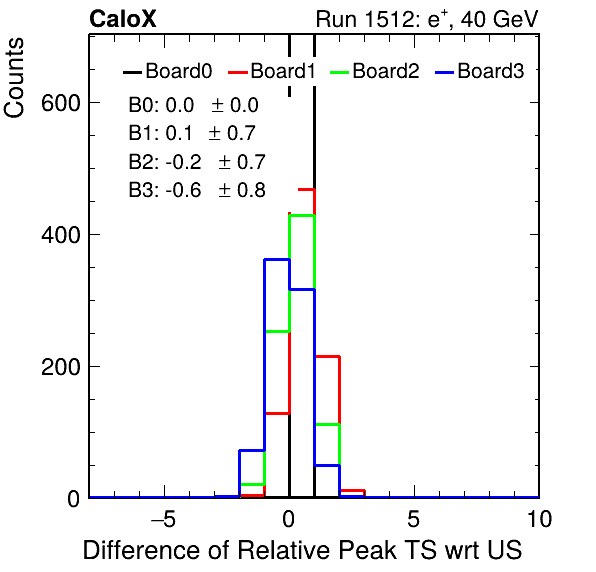 CaloX Run 1512: e⁺, 40 GeV
Counts
Board0 Board1 Board2 Board3
B0: 0.0 ± 0.0
B1: 0.1 ± 0.7
B2: -0.2 ± 0.7
B3: -0.6 ± 0.8
600
400
200
0
−5 0 5 10
Difference of Relative Peak TS wrt US